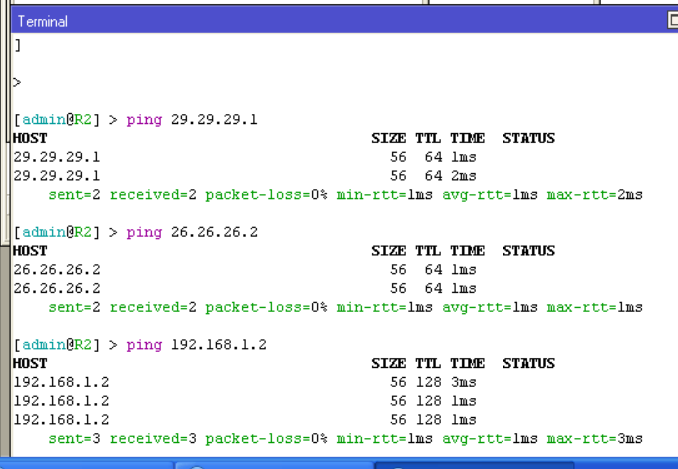 Terminal
]
>
[admin@R2] > ping 29.29.29.1
HOST SIZE TTL TIME STATUS
29.29.29.1 56 64 1ms
29.29.29.1 56 64 2ms
sent=2 received=2 packet-loss=0% min-rtt=1ms avg-rtt=1ms max-rtt=2ms
[admin@R2] > ping 26.26.26.2
HOST SIZE TTL TIME STATUS
26.26.26.2 56 64 1ms
26.26.26.2 56 64 1ms
sent=2 received=2 packet-loss=0% min-rtt=1ms avg-rtt=1ms max-rtt=1ms
[admin@R2] > ping 192.168.1.2
HOST SIZE TTL TIME STATUS
192.168.1.2 56 128 3ms
192.168.1.2 56 128 1ms
192.168.1.2 56 128 1ms
sent=3 received=3 packet-loss=0% min-rtt=1ms avg-rtt=1ms max-rtt=3ms